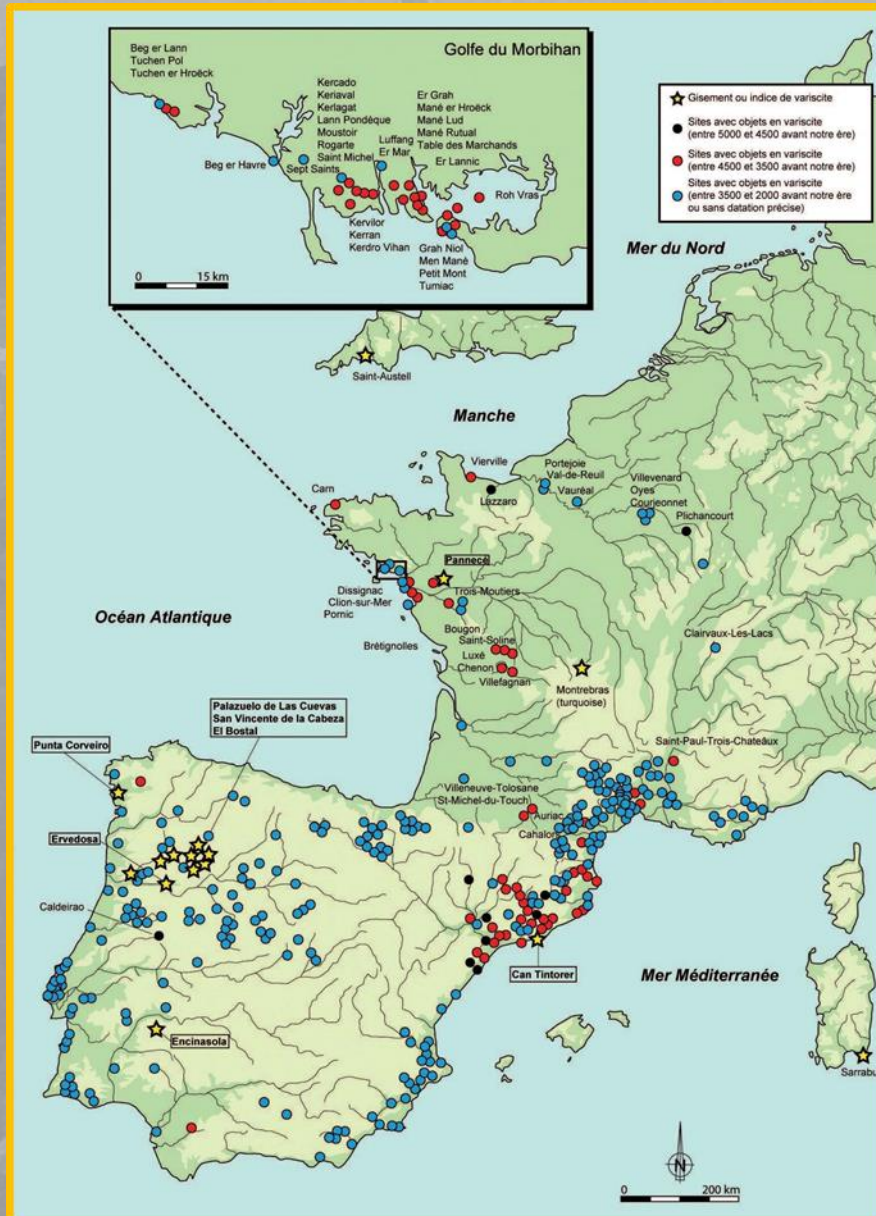 Golfe du Morbihan
Beg er Lann
Tuchen Pol
Tuchen er Hroëck
Kercado
Keriaval
Kerlagat
Lann Pondèque
Moustoir
Rogarte
Saint Michel
Er Grah
Mané er Hroëck
Mané Lud
Mané Rutual
Table des Marchands
Luffang
Er Mar
Er Lannic
Beg er Havre
Sept Saints
Roh Vras
Kervilor
Kerran
Kerdro Vihan
Grah Niol
Men Manè
Petit Mont
Tumiac
0 15 km
Gisement ou indice de variscite
Sites avec objets en variscite
(entre 5000 et 4500 avant notre ère)
Sites avec objets en variscite
(entre 4500 et 3500 avant notre ère)
Sites avec objets en variscite
(entre 3500 et 2000 avant notre ère
ou sans datation précise)
Mer du Nord
Saint-Austell
Manche
Vierville
Lazzaro
Portejoie
Val-de-Reuil
Vauréal
Villevenard
Oyes
Courjeonnet
Plichancourt
Carn
Pannecé
Trois-Moutiers
Dissignac
Clion-sur-Mer
Pornic
Océan Atlantique
Brétignolles
Bougon
Saint-Soline
Luxé
Chenon
Villefagnan
Montrebras
(turquoise)
Clairvaux-Les-Lacs
Palazuelo de Las Cuevas
San Vincente de la Cabeza
El Bostal
Punta Corveiro
Saint-Paul-Trois-Chateâux
Villeneuve-Tolosane
St-Michel-du-Touch
Auriac
Cahalors
Ervedosa
Caldeirao
Can Tintorer
Mer Méditerranée
Encinasola
Sarrabu
N
0 200 km